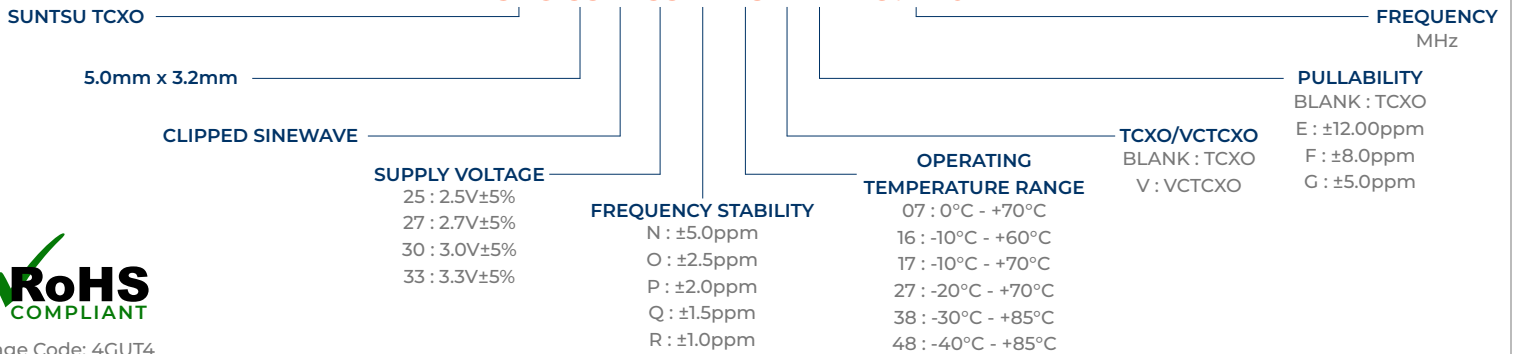 SUNTSU TCXO
FREQUENCY
MHz
5.0mm x 3.2mm
PULLABILITY
BLANK : TCXO
E : ±12.00ppm
F : ±8.0ppm
G : ±5.0ppm
CLIPPED SINEWAVE
TCXO/VCTCXO
BLANK : TCXO
V : VCTCXO
SUPPLY VOLTAGE
25 : 2.5V±5%
27 : 2.7V±5%
30 : 3.0V±5%
33 : 3.3V±5%
FREQUENCY STABILITY
N : ±5.0ppm
O : ±2.5ppm
P : ±2.0ppm
Q : ±1.5ppm
R : ±1.0ppm
OPERATING
TEMPERATURE RANGE
07 : 0°C - +70°C
16 : -10°C - +60°C
17 : -10°C - +70°C
27 : -20°C - +70°C
38 : -30°C - +85°C
48 : -40°C - +85°C
RoHS
COMPLIANT
Code: 4GUT4